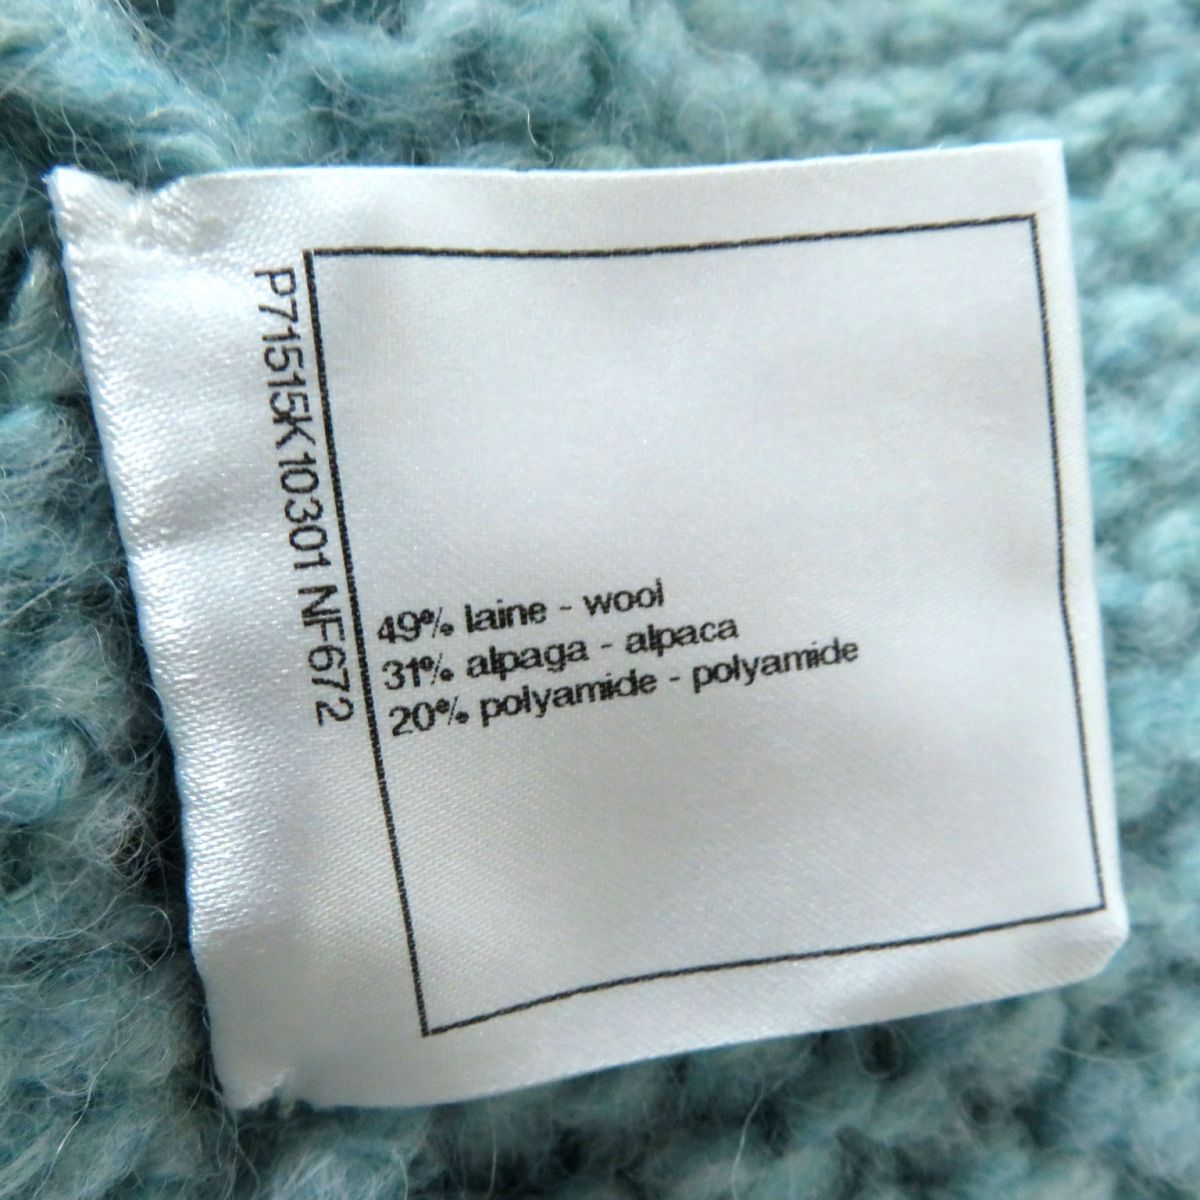 P71515K10301 NF672
49% laine - wool
31% alpaga - alpaca
20% polyamide - polyamide